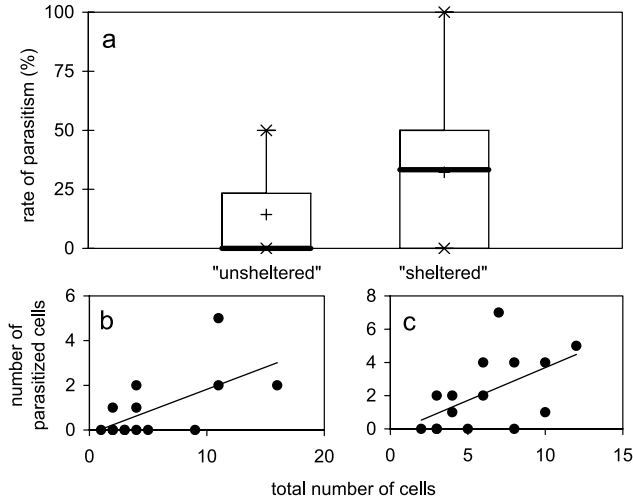 a
100
75
50
25
0
rate of parasitism (%)
"unsheltered"
"sheltered"
b
6
4
2
0
0
10
20
number of
parasitized cells
c
8
6
4
2
0
0
5
10
15
total number of cells